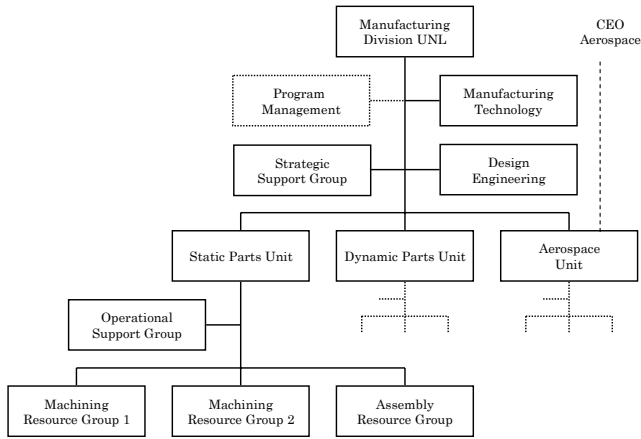 Manufacturing
Division UNL
CEO
Aerospace
Program
Management
Manufacturing
Technology
Strategic
Support Group
Design
Engineering
Static Parts Unit
Dynamic Parts Unit
Aerospace
Unit
Operational
Support Group
Machining
Resource Group 1
Machining
Resource Group 2
Assembly
Resource Group